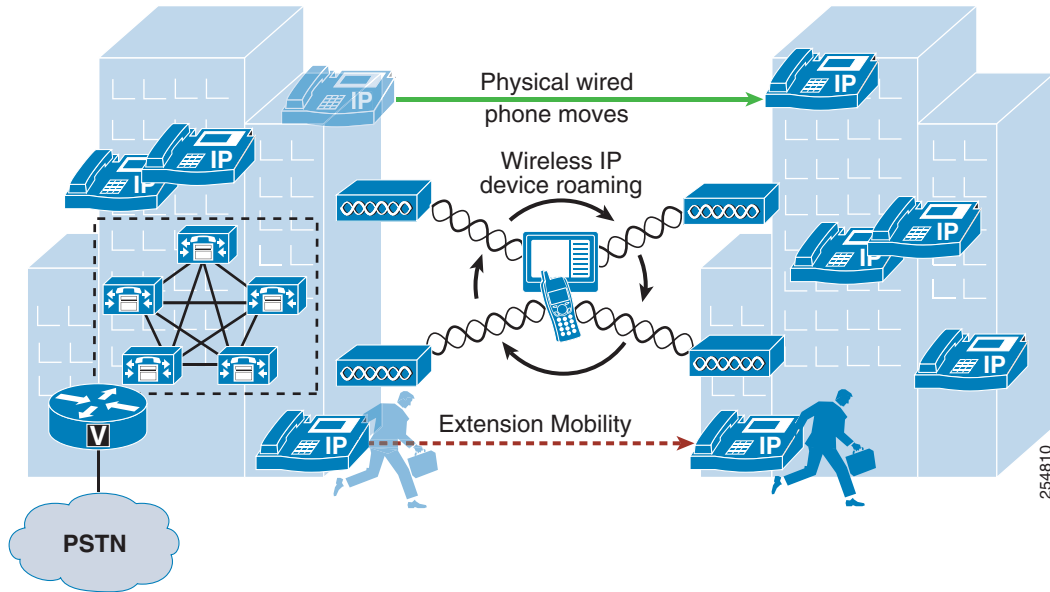 IP
Physical wired
phone moves
IP
IP
IP
Wireless IP
device roaming
IP
IP
IP
V
IP
Extension Mobility
IP
PSTN
254810